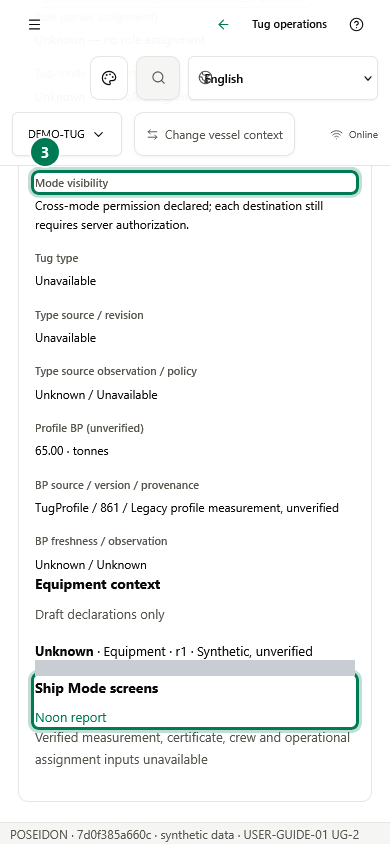 Unknown — no role assignment
Tug operations
English
DEMO-TUG
Change vessel context
Online
3
Mode visibility
Cross-mode permission declared; each destination still
requires server authorization.
Tug type
Unavailable
Type source / revision
Unavailable
Type source observation / policy
Unknown / Unavailable
Profile BP (unverified)
65.00 · tonnes
BP source / version / provenance
TugProfile / 861 / Legacy profile measurement, unverified
BP freshness / observation
Unknown / Unknown
Equipment context
Draft declarations only
Unknown · Equipment · r1 · Synthetic, unverified
Ship Mode screens
Noon report
Verified measurement, certificate, crew and operational
assignment inputs unavailable
POSEIDON · 7d0f385a660c · synthetic data · USER-GUIDE-01 UG-2